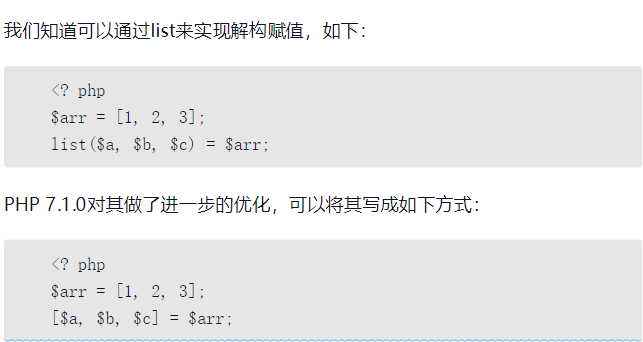 我们知道可以通过list来实现解构赋值，如下：
<? php
$arr = [1, 2, 3];
list($a, $b, $c) = $arr;
PHP 7.1.0对其做了进一步的优化，可以将其写成如下方式：
<? php
$arr = [1, 2, 3];
[$a, $b, $c] = $arr;